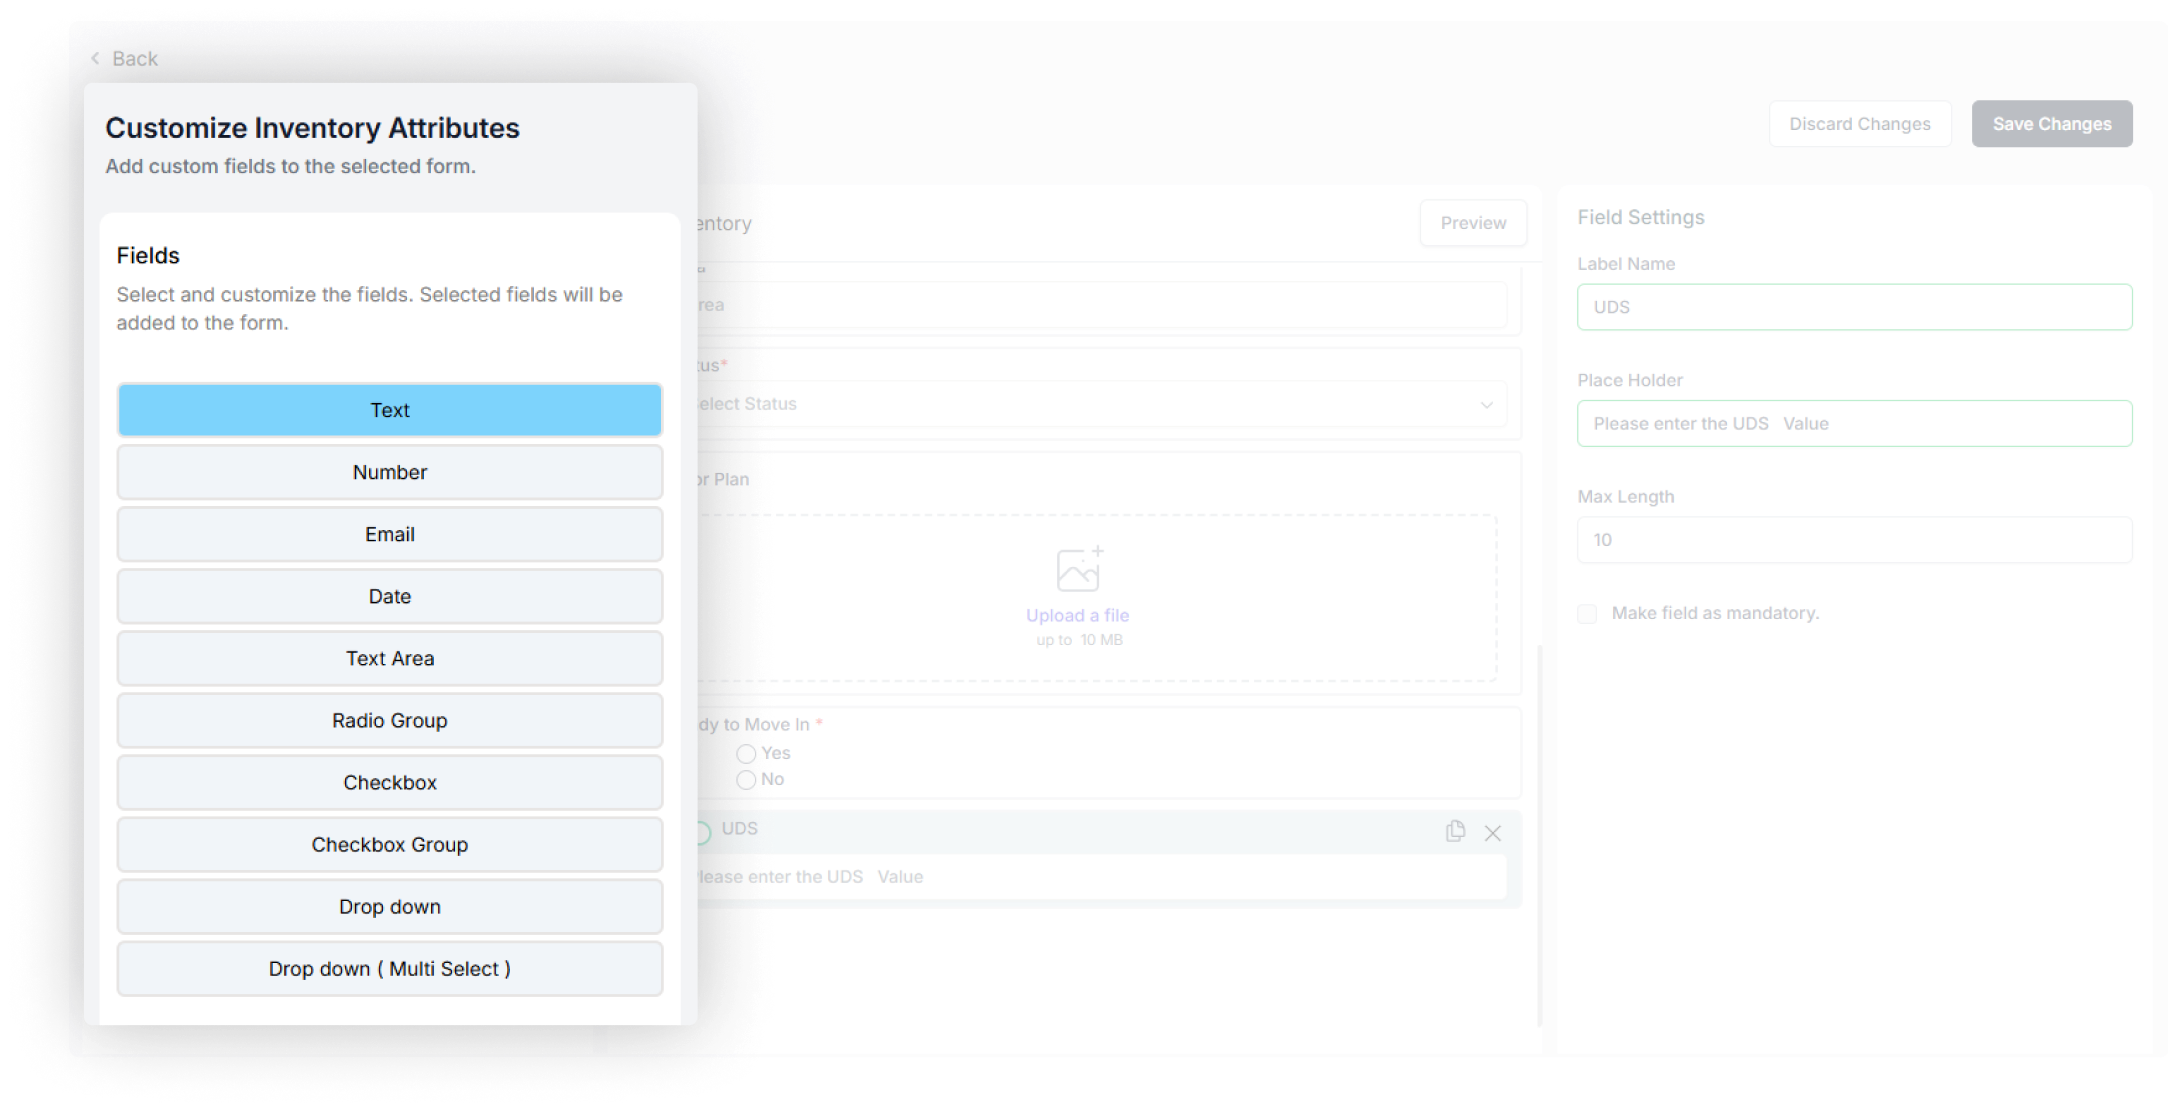 Back
Customize Inventory Attributes
Add custom fields to the selected form.
Discard Changes
Save Changes
Fields
Select and customize the fields. Selected fields will be
added to the form.
Text
Number
Email
Date
Text Area
Radio Group
Checkbox
Checkbox Group
Drop down
Drop down ( Multi Select )
entory
Preview
rea
tus*
elect Status
or Plan
Upload a file
up to 10 MB
dy to Move In *
Yes
No
UDS
lease enter the UDS Value
Field Settings
Label Name
UDS
Place Holder
Please enter the UDS Value
Max Length
10
Make field as mandatory.